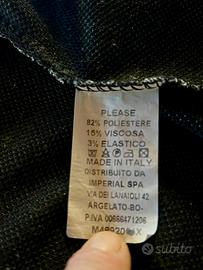 PLEASE
82% POLIESTERE
15% VISCOSA
3% ELASTICO
MADE IN ITALY
DISTRIBUITO DA
IMPERIAL SPA
VIA DEI LANAIOLI 42
ARGELATO-BO-
P.IVA 00666471206
subito